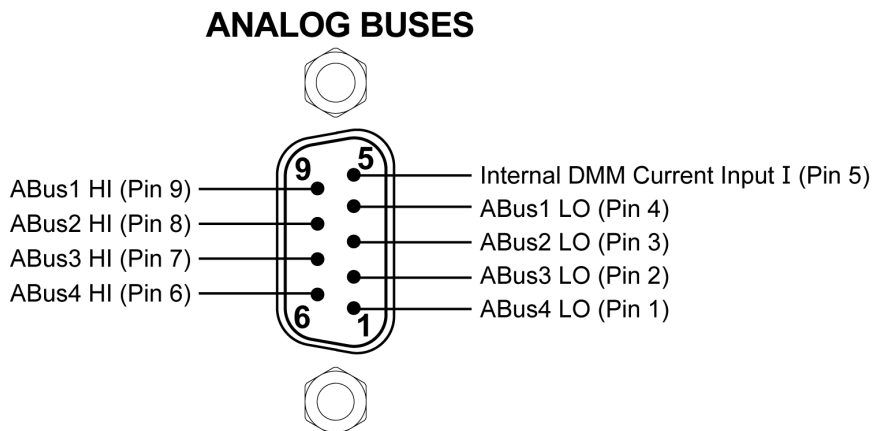 ANALOG BUSES
9
5
ABus1 HI (Pin 9)
ABus2 HI (Pin 8)
ABus3 HI (Pin 7)
ABus4 HI (Pin 6)
Internal DMM Current Input I (Pin 5)
ABus1 LO (Pin 4)
ABus2 LO (Pin 3)
ABus3 LO (Pin 2)
ABus4 LO (Pin 1)
6
1